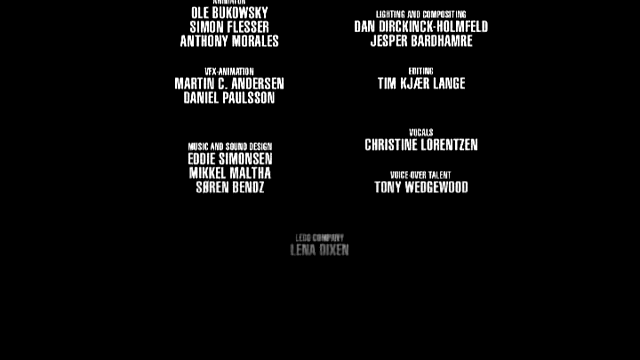 ANIMATOR
OLE BUKOWSKY
SIMON FLESSER
ANTHONY MORALES
VFX-ANIMATION
MARTIN C. ANDERSEN
DANIEL PAULSSON
MUSIC AND SOUND DESIGN
EDDIE SIMONSEN
MIKKEL MALTHA
SØREN BENDZ
LIGHTING AND COMPOSITING
DAN DIRCKINCK-HOLMFELD
JESPER BARDHAMRE
EDITING
TIM KJÆR LANGE
VOCALS
CHRISTINE LORENTZEN
VOICE-OVER TALENT
TONY WEDGEWOOD
LEGO COMPANY
LENA DIXEN